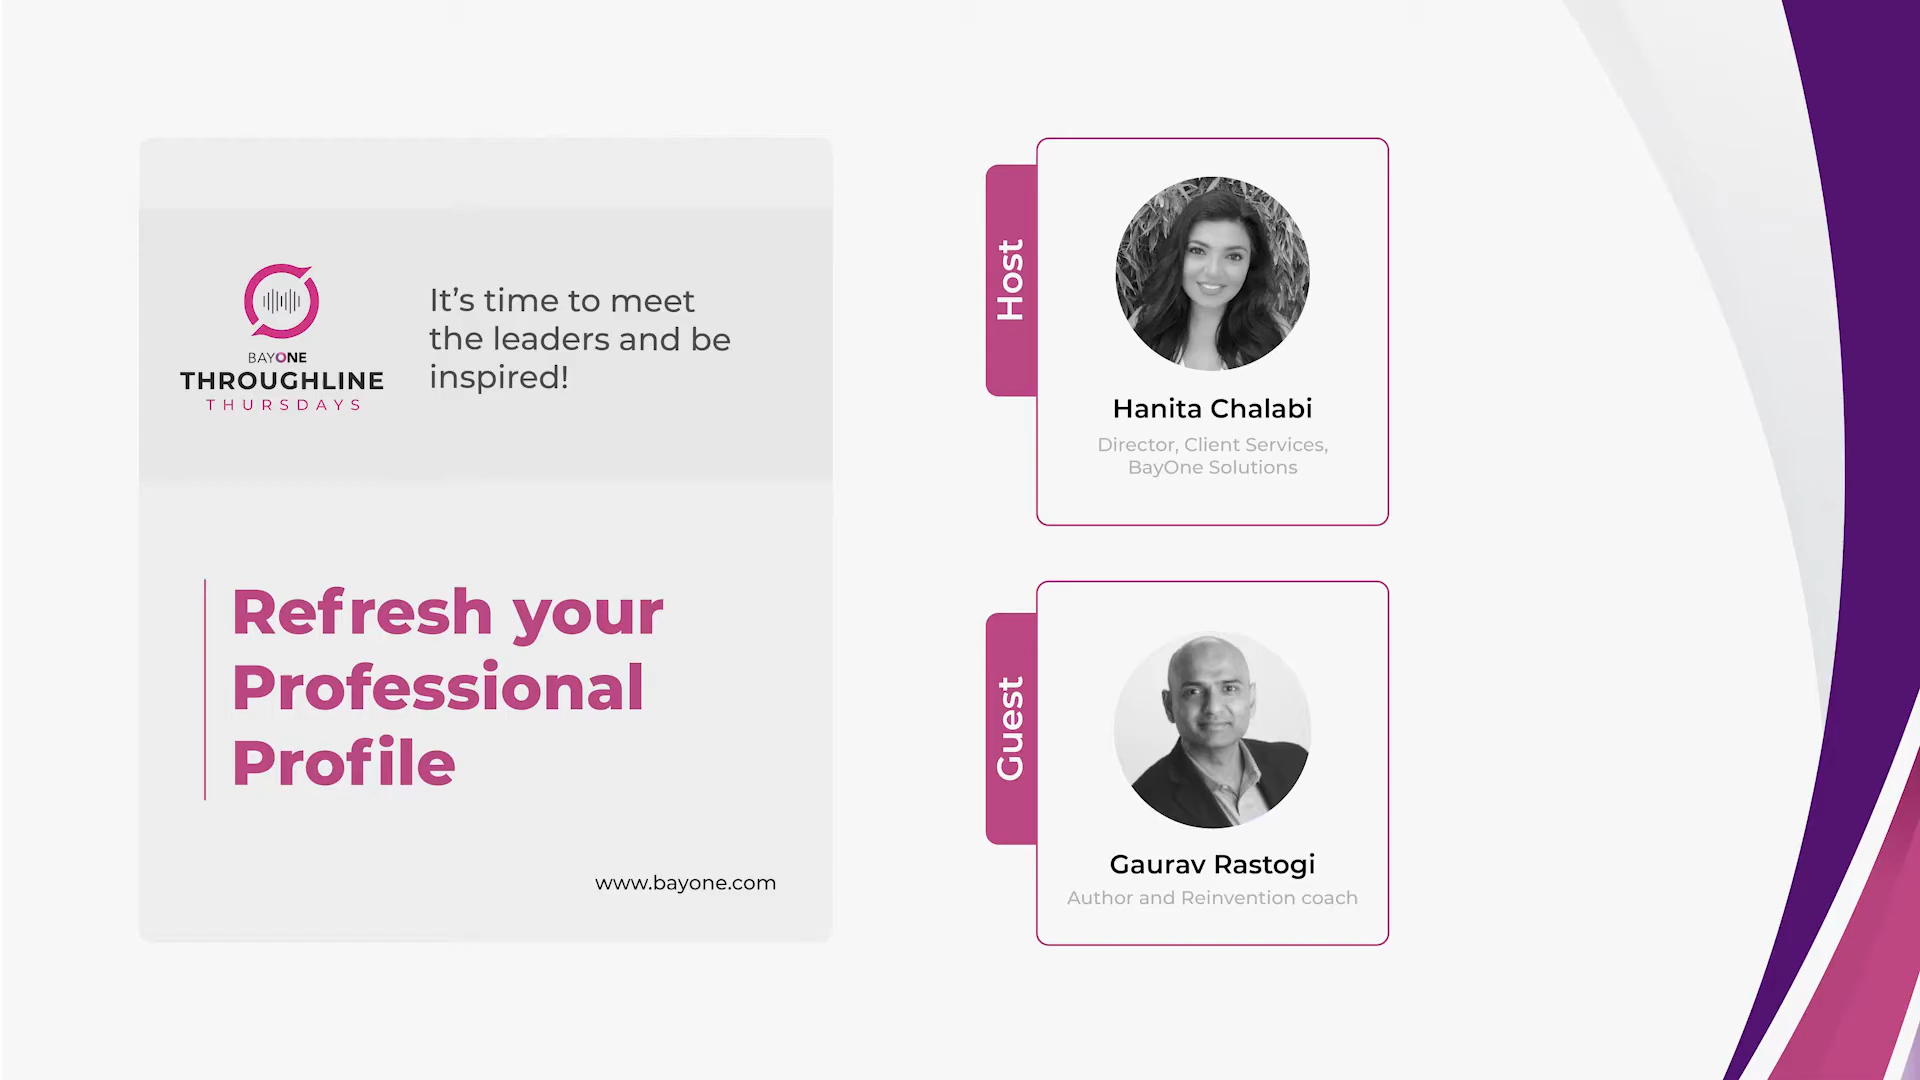 BAYONE
THROUGHLINE
THURSDAYS
It’s time to meet
the leaders and be
inspired!
Refresh your
Professional
Profile
www.bayone.com
Host
Hanita Chalabi
Director, Client Services,
BayOne Solutions
Guest
Gaurav Rastogi
Author and Reinvention coach